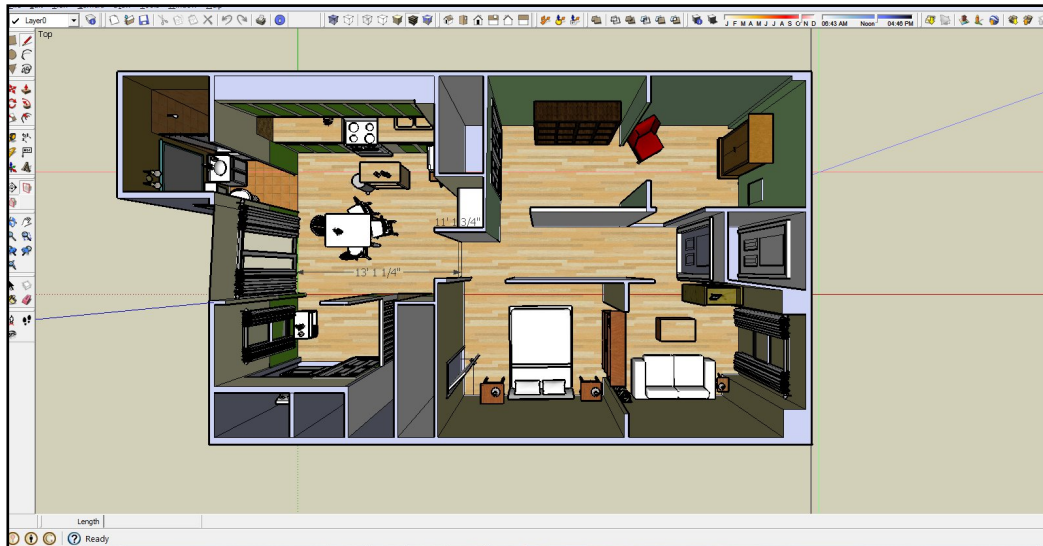 Layer0
J F M A M J J A S O N D 06:43 AM Noon 04:46 PM
Top
11' 1 3/4"
13' 1 1/4"
Length
Ready